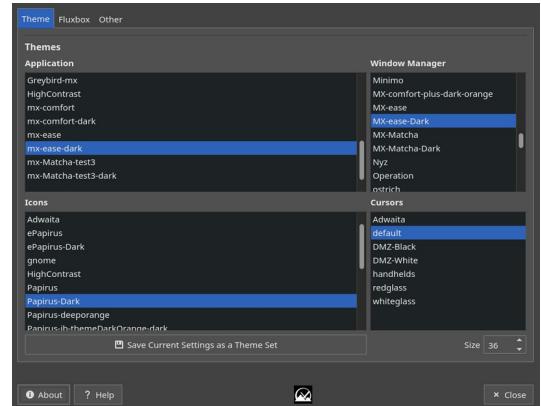 Theme Fluxbox Other
Themes
Application
Greybird-mx
HighContrast
mx-comfort
mx-comfort-dark
mx-ease
mx-ease-dark
mx-Matcha-test3
mx-Matcha-test3-dark
Window Manager
Minimo
MX-comfort-plus-dark-orange
MX-ease
MX-ease-Dark
MX-Matcha
MX-Matcha-Dark
Nyz
Operation
ostrich
Icons
Adwaita
ePapirus
ePapirus-Dark
gnome
HighContrast
Papirus
Papirus-Dark
Papirus-deeporange
Papirus-jb-themeDarkOrange-dark
Cursors
Adwaita
default
DMZ-Black
DMZ-White
handhelds
redglass
whiteglass
Save Current Settings as a Theme Set
Size 36
About ? Help
Close